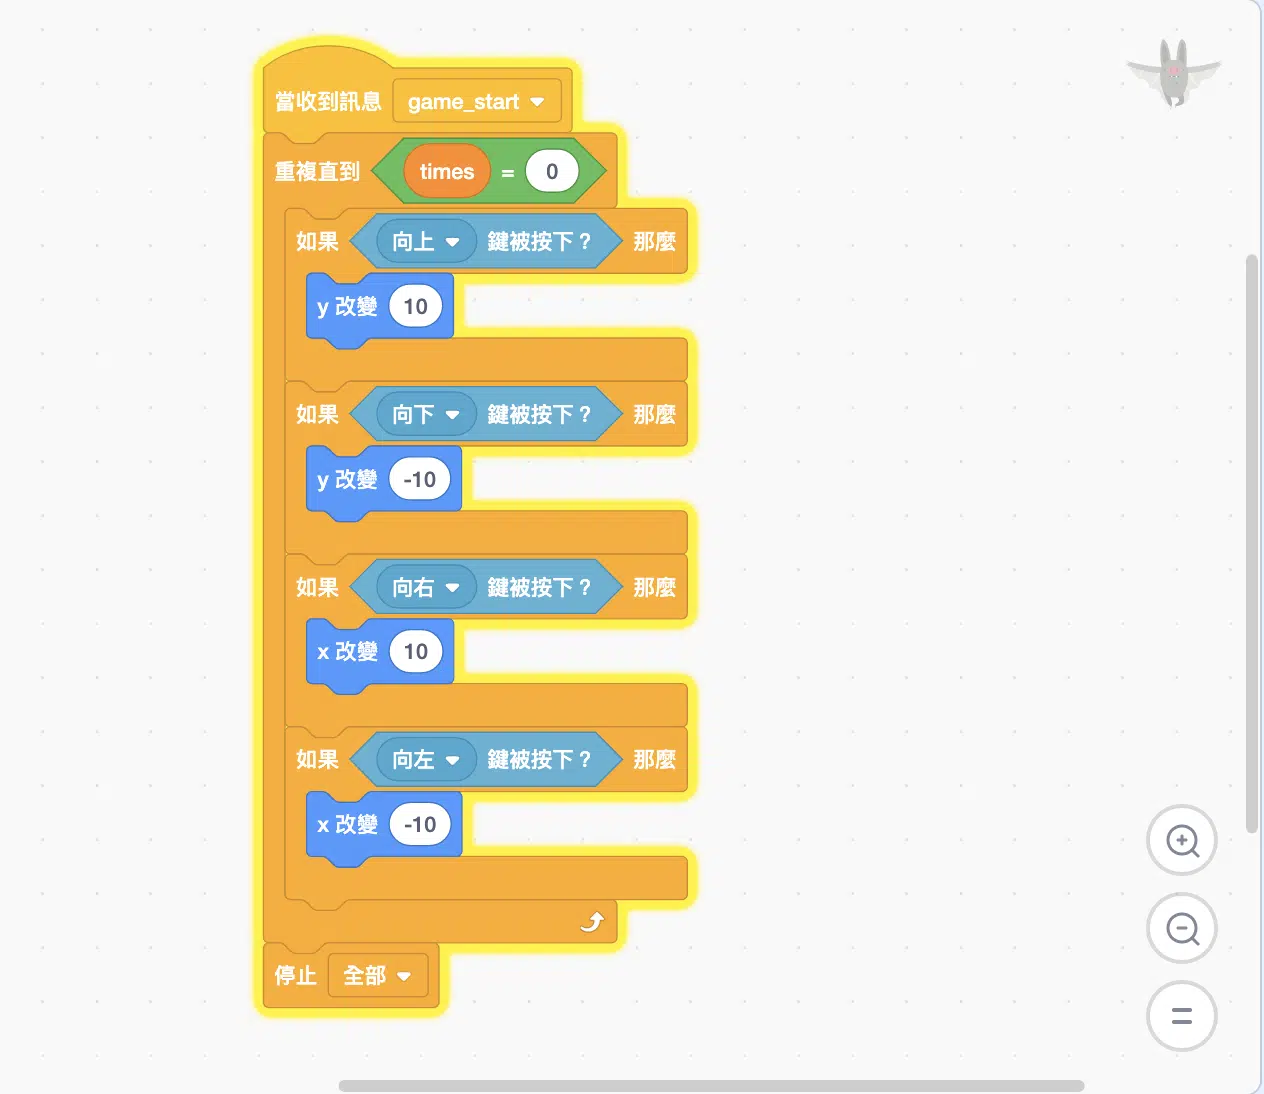 當收到訊息 game_start
重複直到 times = 0
如果 向上 鍵被按下？ 那麼
y 改變 10
如果 向下 鍵被按下？ 那麼
y 改變 -10
如果 向右 鍵被按下？ 那麼
x 改變 10
如果 向左 鍵被按下？ 那麼
x 改變 -10
停止 全部